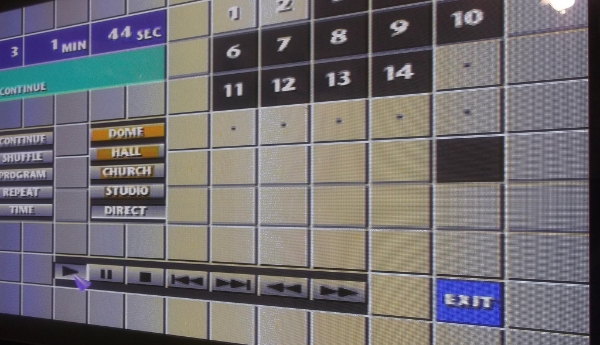 3 1 MIN 44 SEC
CONTINUE
1 2
6 7 8 9 10
11 12 13 14
CONTINUE
SHUFFLE
PROGRAM
REPEAT
TIME
DOME
HALL
CHURCH
STUDIO
DIRECT
EXIT